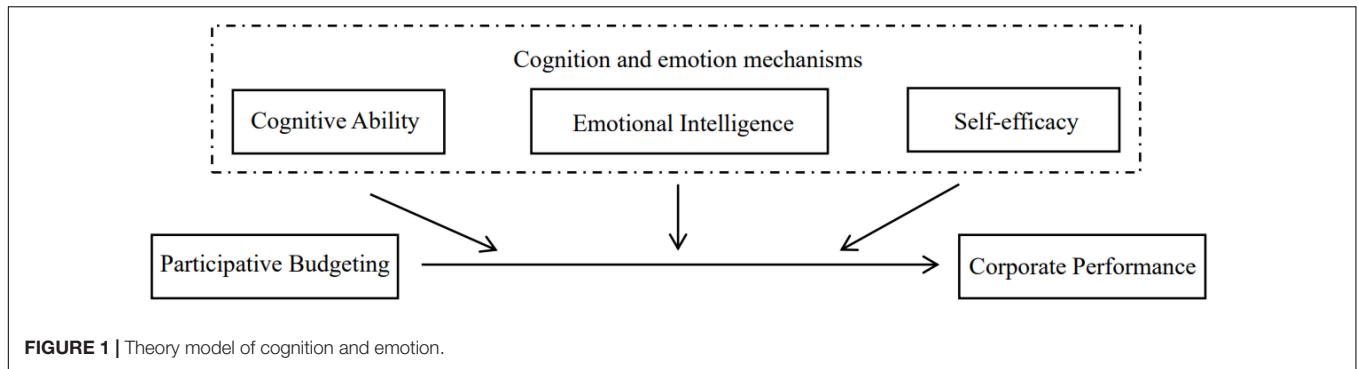 Cognition and emotion mechanisms
Cognitive Ability
Emotional Intelligence
Self-efficacy
Participative Budgeting
Corporate Performance
FIGURE 1 | Theory model of cognition and emotion.